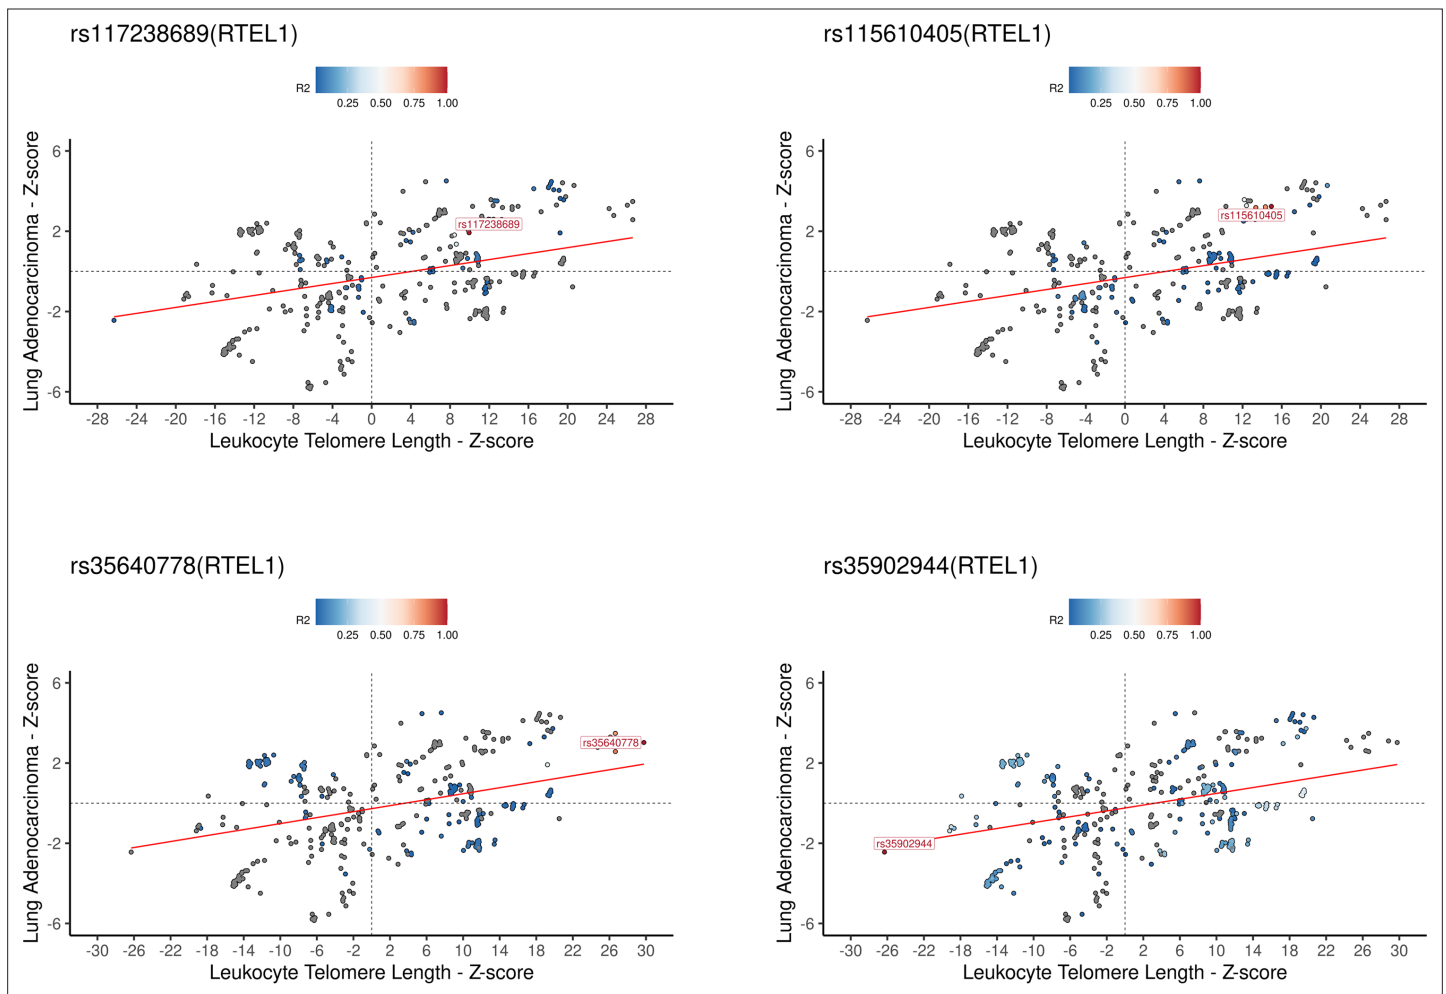 rs117238689(RTEL1)
R2
0.25 0.50 0.75 1.00
Lung Adenocarcinoma - Z-score
6
2
-2
-6
rs117238689
-28 -24 -20 -16 -12 -8 -4 0 4 8 12 16 20 24 28
Leukocyte Telomere Length - Z-score
rs115610405(RTEL1)
R2
0.25 0.50 0.75 1.00
Lung Adenocarcinoma - Z-score
6
2
-2
-6
rs115610405
-28 -24 -20 -16 -12 -8 -4 0 4 8 12 16 20 24 28
Leukocyte Telomere Length - Z-score
rs35640778(RTEL1)
R2
0.25 0.50 0.75 1.00
Lung Adenocarcinoma - Z-score
6
2
-2
-6
rs35640778
-30 -26 -22 -18 -14 -10 -6 -2 2 6 10 14 18 22 26 30
Leukocyte Telomere Length - Z-score
rs35902944(RTEL1)
R2
0.25 0.50 0.75 1.00
Lung Adenocarcinoma - Z-score
6
2
-2
-6
rs35902944
-30 -26 -22 -18 -14 -10 -6 -2 2 6 10 14 18 22 26 30
Leukocyte Telomere Length - Z-score